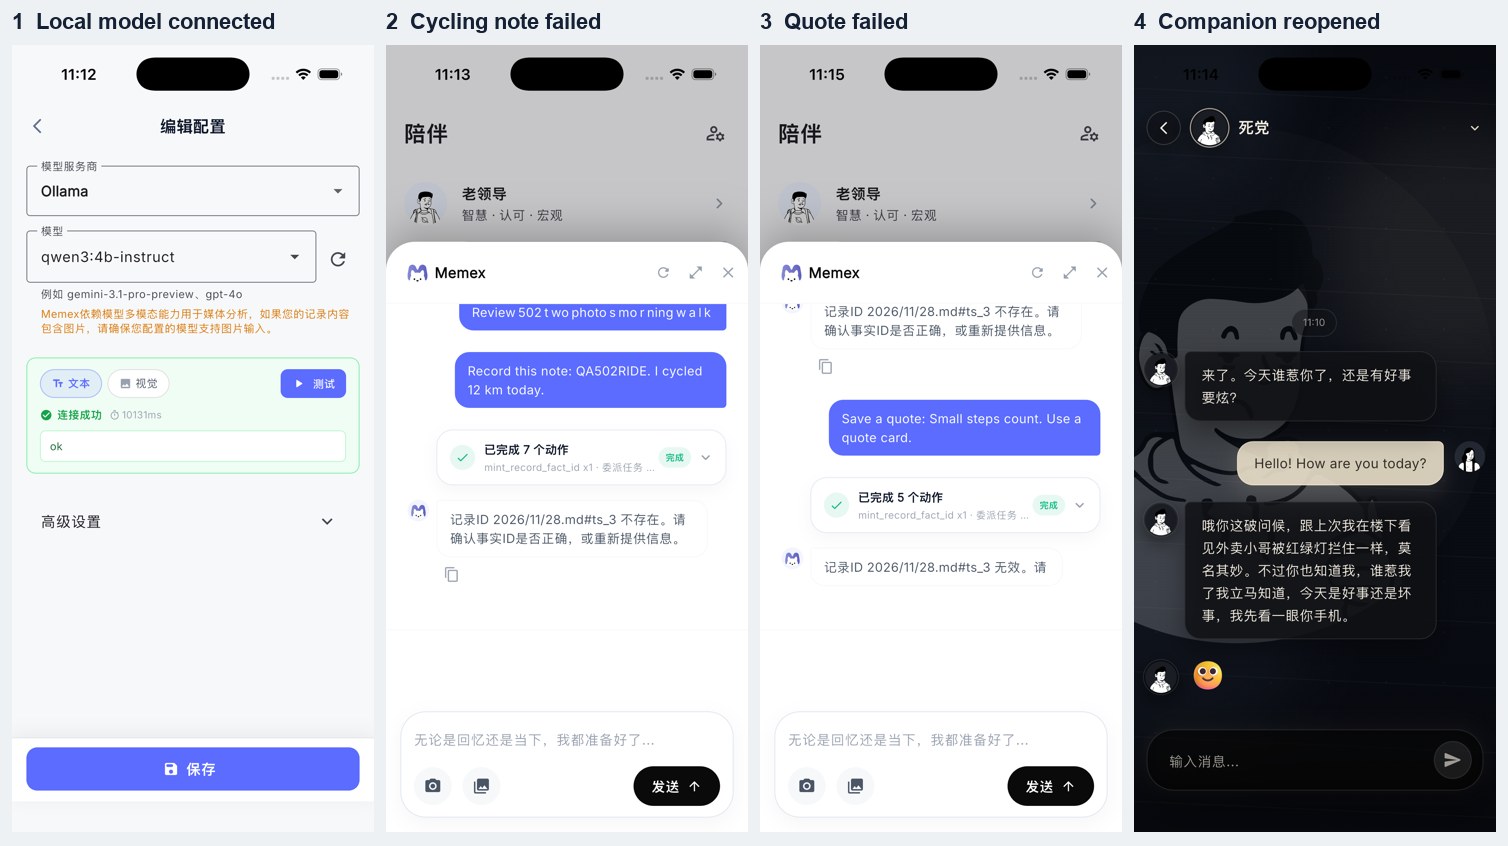 1 Local model connected
11:12
编辑配置
模型服务商
Ollama
模型
qwen3:4b-instruct
例如 gemini-3.1-pro-preview、gpt-4o
Memex依赖模型多模态能力用于媒体分析，如果您的记录内容
包含图片，请确保您配置的模型支持图片输入。
Tт 文本
视觉
测试
连接成功
10131ms
ok
高级设置
保存
2 Cycling note failed
11:13
陪伴
老领导
智慧 · 认可 · 宏观
Memex
Review 502 two photos morning walk
Record this note: QA502RIDE. I cycled
12 km today.
已完成 7 个动作
mint_record_fact_id x1 · 委派任务 ...
完成
记录ID 2026/11/28.md#ts_3 不存在。请
确认事实ID是否正确，或重新提供信息。
无论是回忆还是当下，我都准备好了...
发送
3 Quote failed
11:15
陪伴
老领导
智慧 · 认可 · 宏观
Memex
记录ID 2026/11/28.md#ts_3 不存在。请
确认事实ID是否正确，或重新提供信息。
Save a quote: Small steps count. Use a
quote card.
已完成 5 个动作
mint_record_fact_id x1 · 委派任务 ...
完成
记录ID 2026/11/28.md#ts_3 无效。请
无论是回忆还是当下，我都准备好了...
发送
4 Companion reopened
11:14
死党
11:10
来了。今天谁惹你了，还是有好事
要炫？
Hello! How are you today?
哦你这破问候，跟上次我在楼下看
见外卖小哥被红绿灯拦住一样，莫
名其妙。不过你也知道我，谁惹我
了我立马知道，今天是好事还是坏
事，我先看一眼你手机。
输入消息...